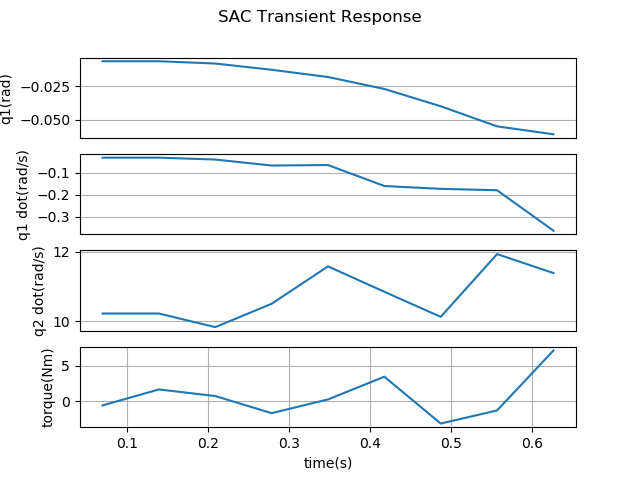 SAC Transient Response
q1(rad)
−0.025
−0.050
q1 dot(rad/s)
−0.1
−0.2
−0.3
q2 dot(rad/s)
12
10
torque(Nm)
5
0
0.1 0.2 0.3 0.4 0.5 0.6
time(s)